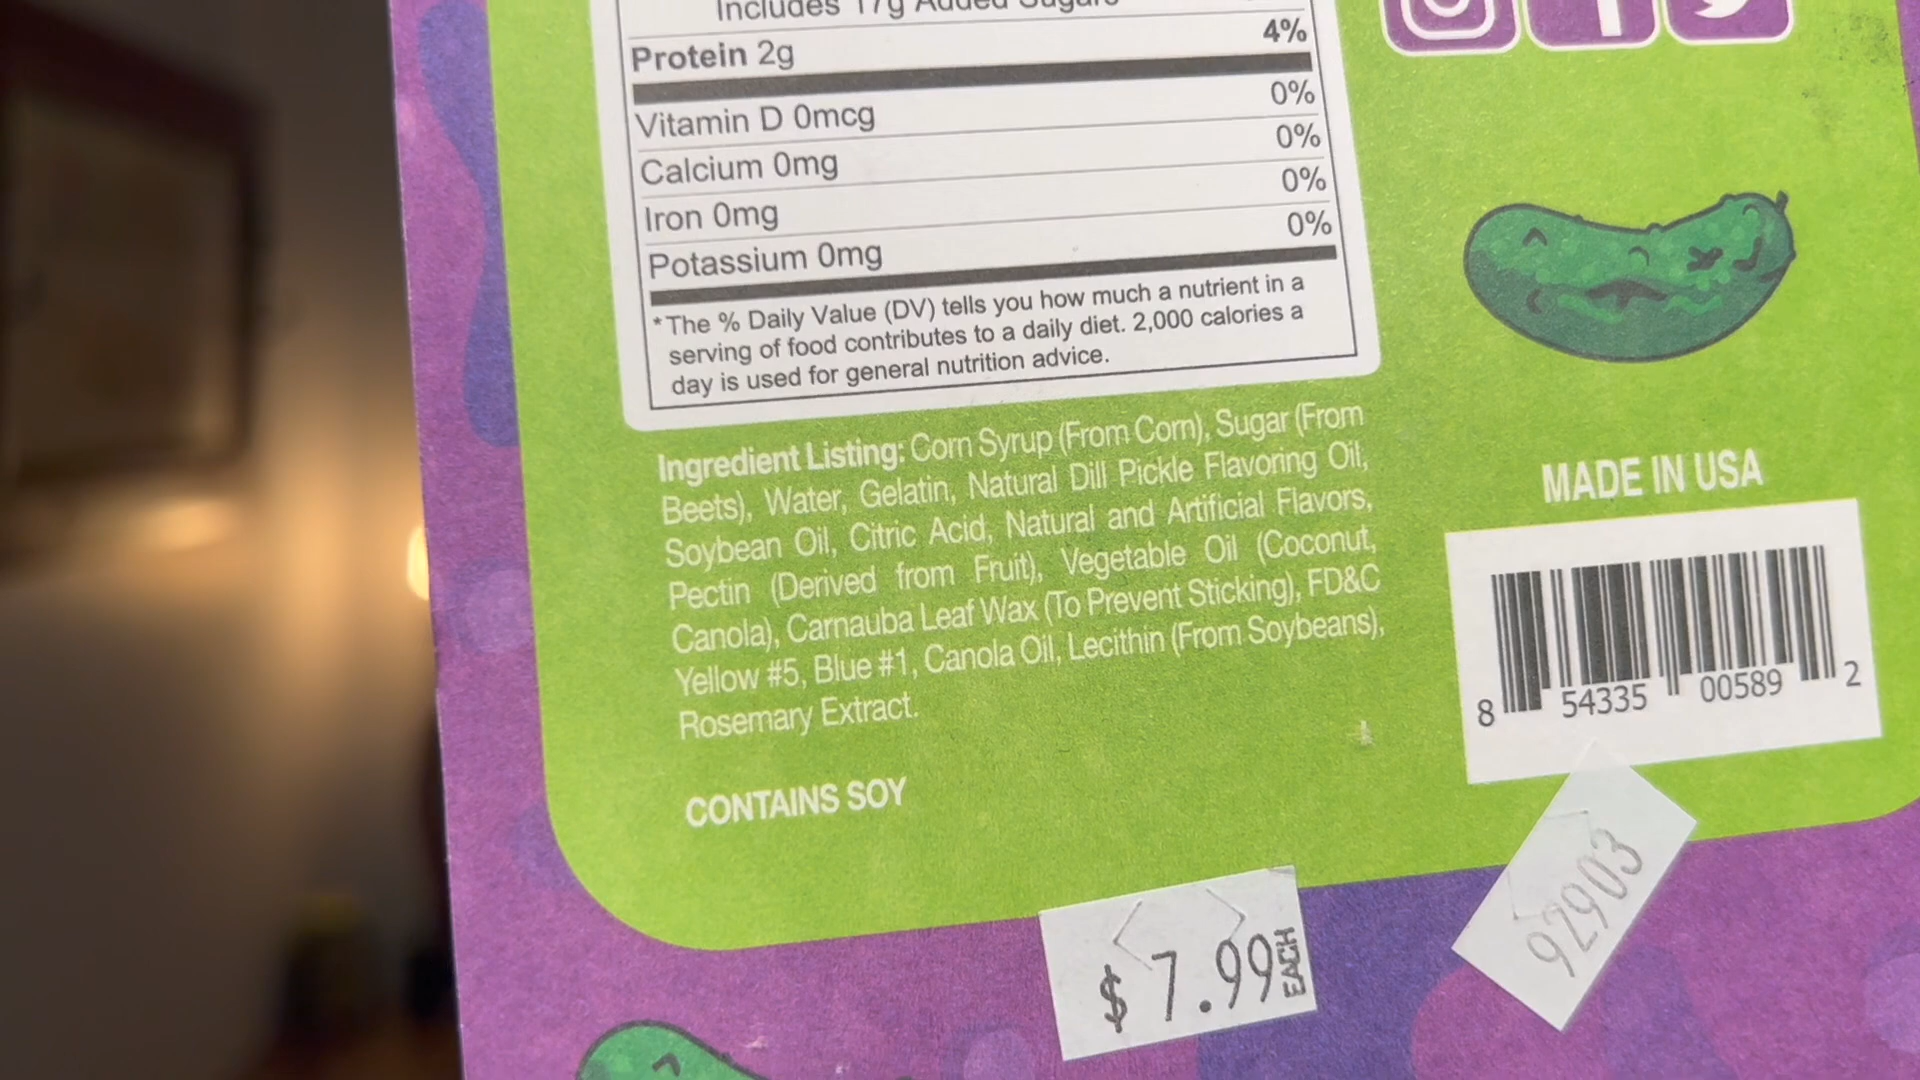 Includes 17g Added Sugars
Protein 2g 4%
Vitamin D 0mcg 0%
Calcium 0mg 0%
Iron 0mg 0%
Potassium 0mg 0%
*The % Daily Value (DV) tells you how much a nutrient in a
serving of food contributes to a daily diet. 2,000 calories a
day is used for general nutrition advice.
Ingredient Listing: Corn Syrup (From Corn), Sugar (From
Beets), Water, Gelatin, Natural Dill Pickle Flavoring Oil,
Soybean Oil, Citric Acid, Natural and Artificial Flavors,
Pectin (Derived from Fruit), Vegetable Oil (Coconut,
Canola), Carnauba Leaf Wax (To Prevent Sticking), FD&C
Yellow #5, Blue #1, Canola Oil, Lecithin (From Soybeans),
Rosemary Extract.
CONTAINS SOY
MADE IN USA
8 54335 00589 2
$7.99 EACH
92903